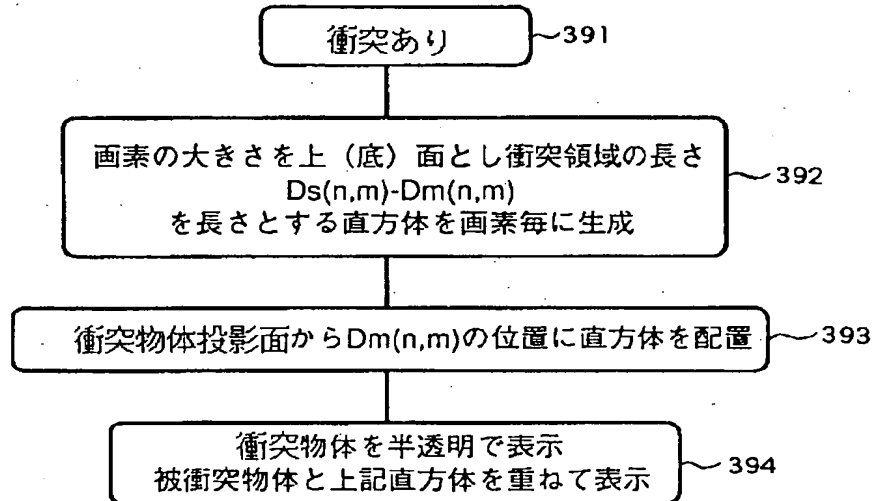 衝突あり
391
画素の大きさを上（底）面とし衝突領域の長さ
Ds(n,m)-Dm(n,m)
を長さとする直方体を画素毎に生成
392
衝突物体投影面からDm(n,m)の位置に直方体を配置
393
衝突物体を半透明で表示
被衝突物体と上記直方体を重ねて表示
394